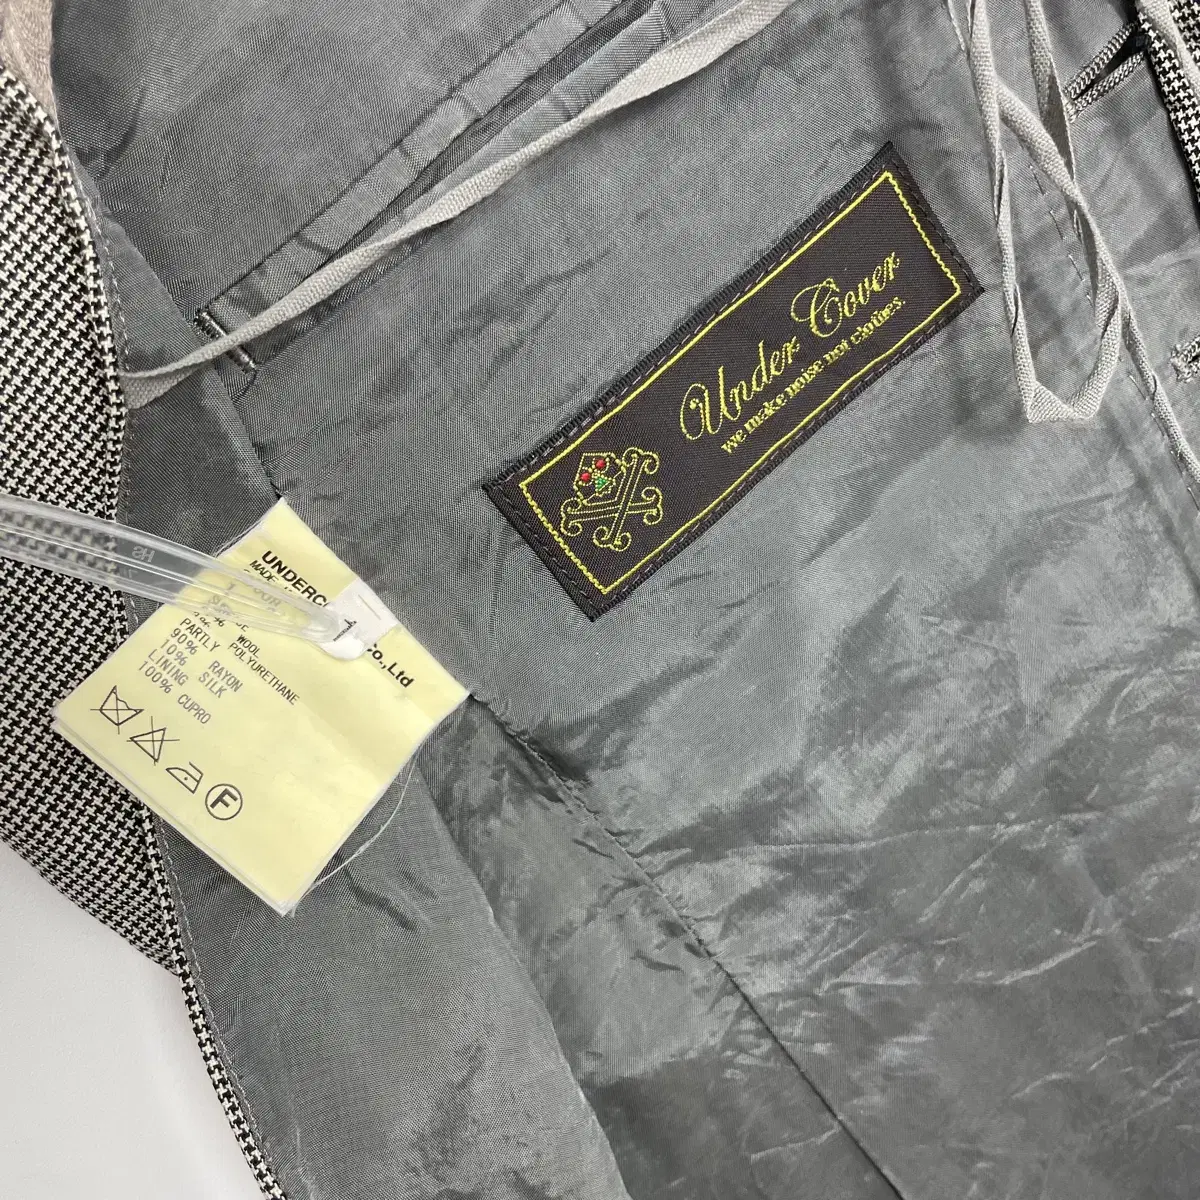 Under Cover
we make noise not clothes.
UNDERCO Co.,Ltd
MADE
WOOL
POLYURETHANE
PARTLY
90% RAYON
10% SILK
LINING
100% CUPRO
F